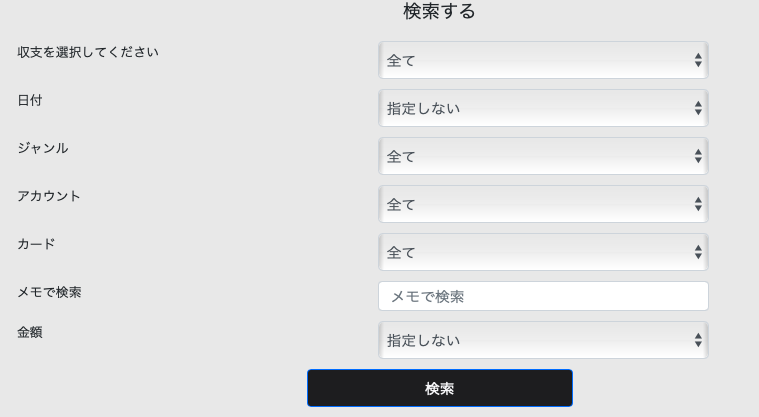 検索する
収支を選択してください
全て
日付
指定しない
ジャンル
全て
アカウント
全て
カード
全て
メモで検索
メモで検索
金額
指定しない
検索